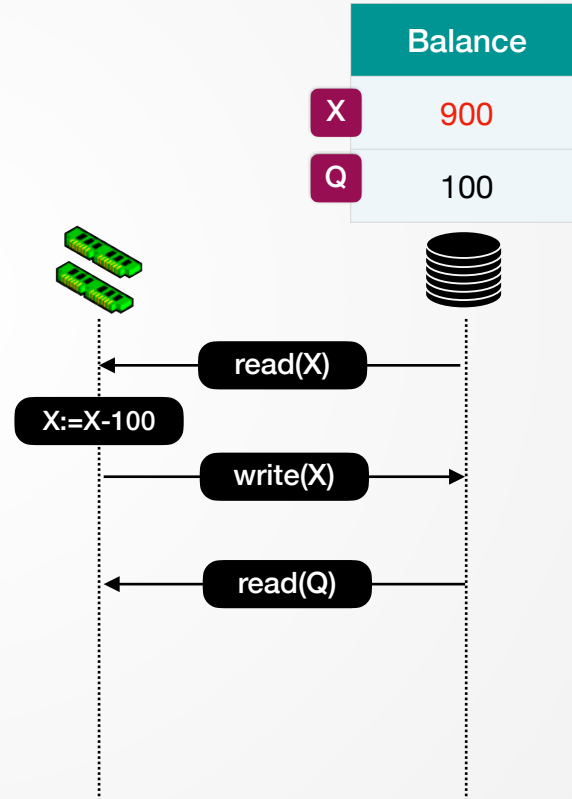 Balance
X 900
Q 100
read(X)
X:=X-100
write(X)
read(Q)